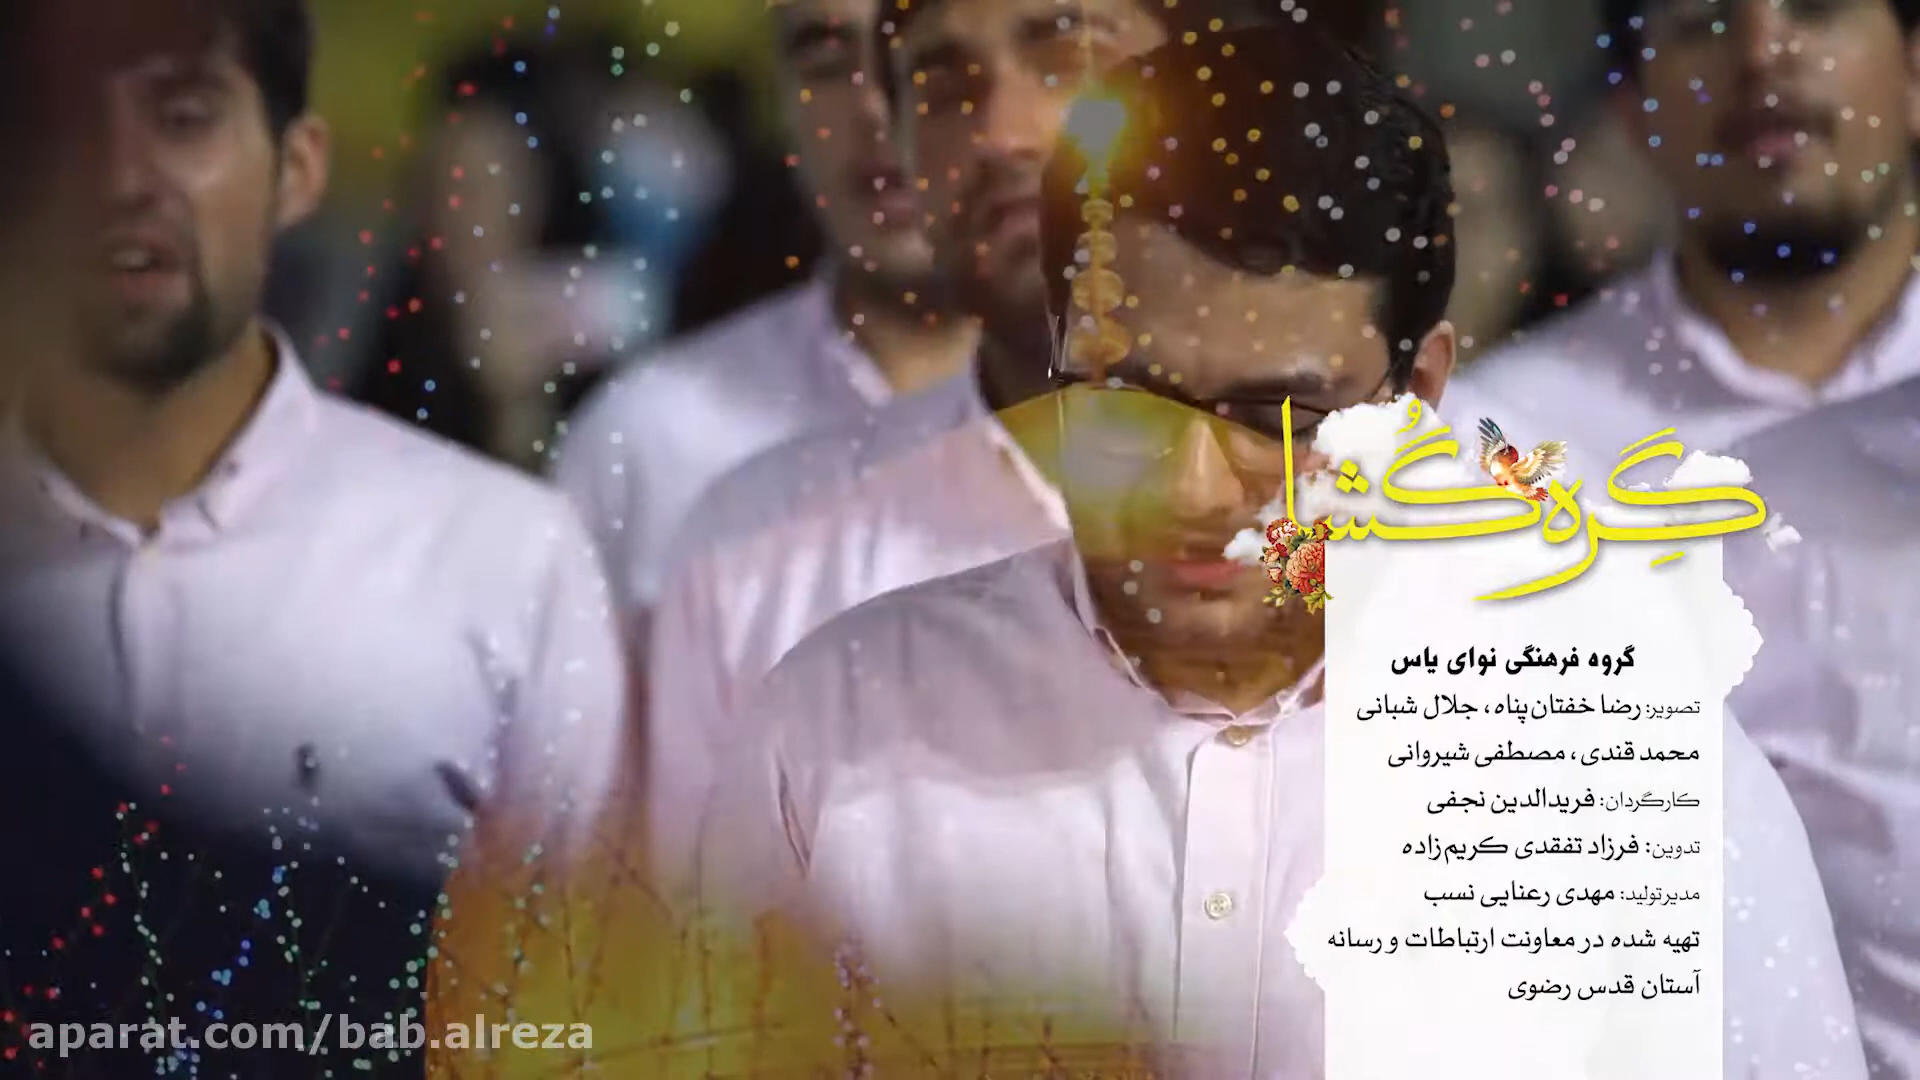 گِره‌گُشا
گروه فرهنگی نوای یاس
تصویر: رضا خفتان‌پناه، جلال شبانی
محمد قندی، مصطفی شیروانی
کارگردان: فریدالدین نجفی
تدوین: فرزاد تفقدی کریم‌زاده
مدیرتولید: مهدی رعنایی نسب
تهیه شده در معاونت ارتباطات و رسانه
آستان قدس رضوی
aparat.com/bab.alreza